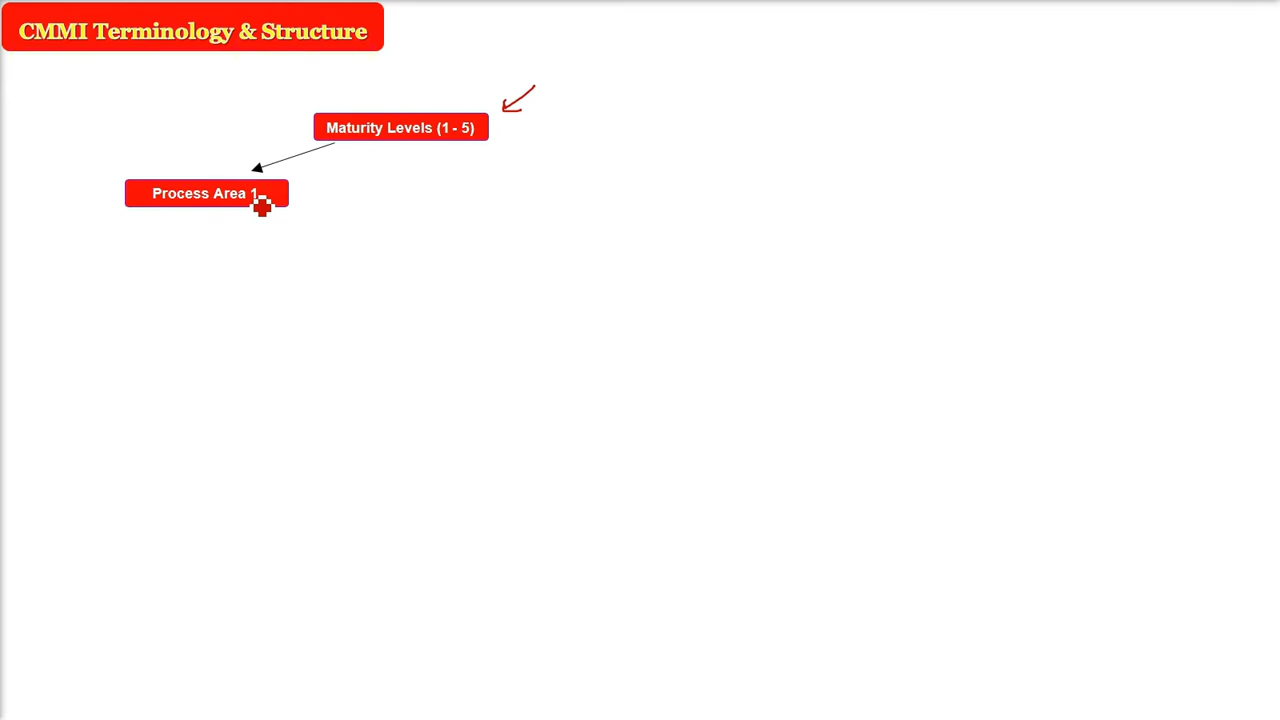 CMMI Terminology & Structure
Maturity Levels (1 - 5)
Process Area 1